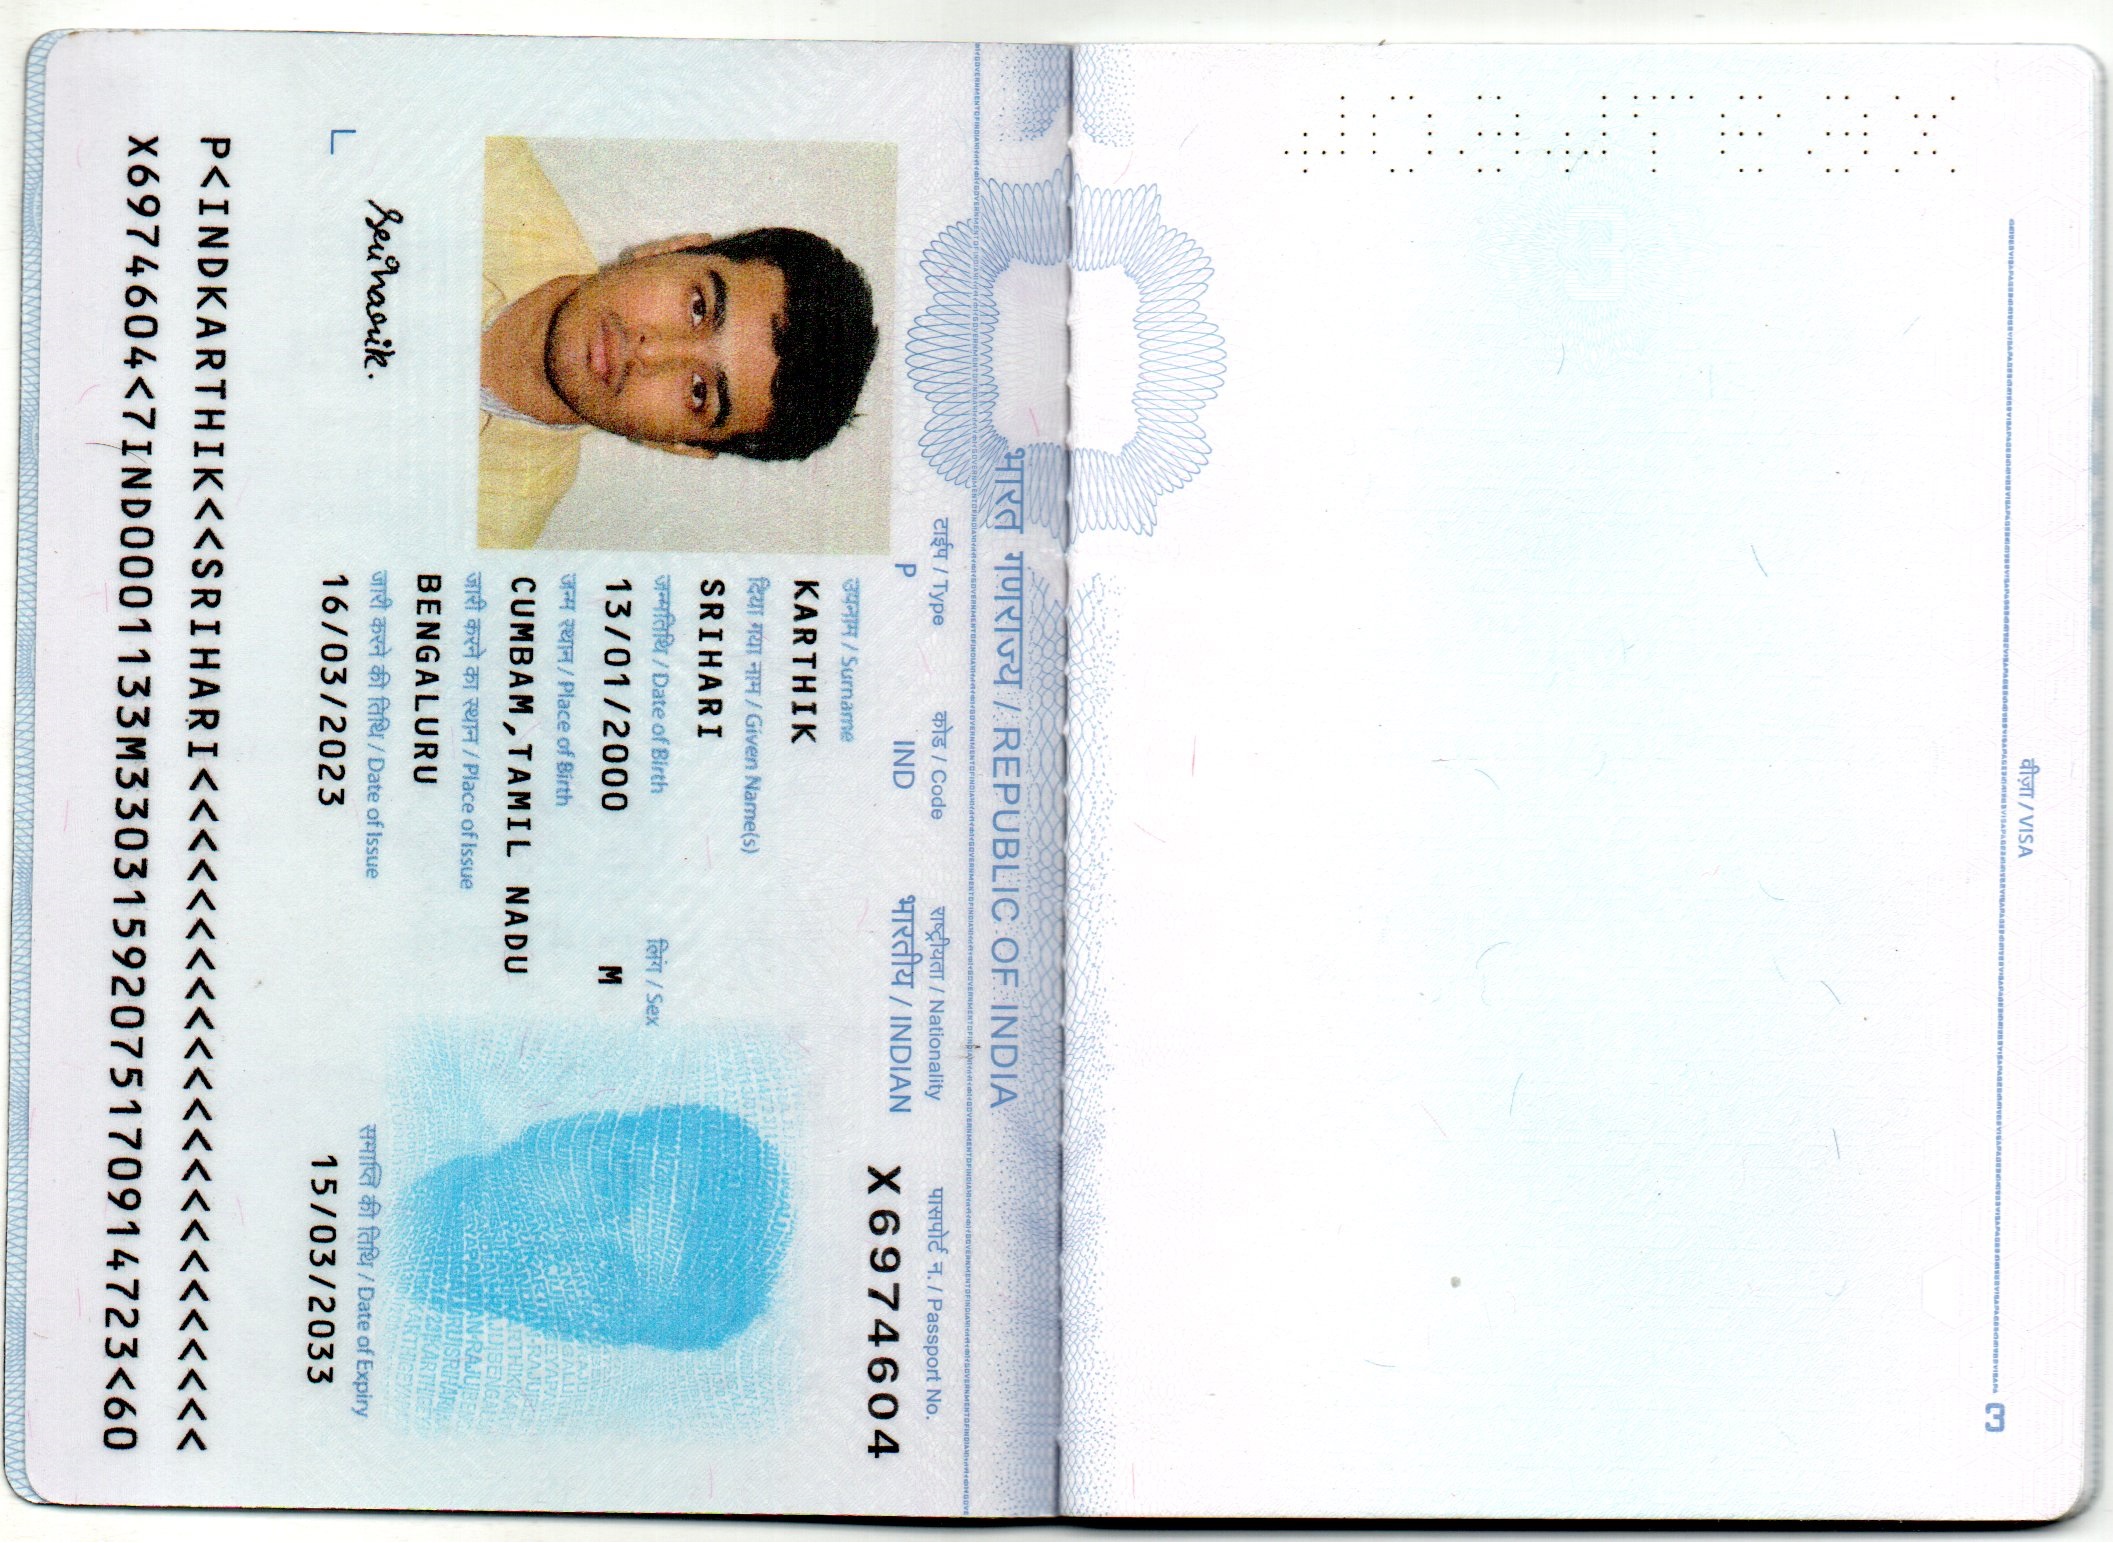 वीज़ा / VISA
3
भारत गणराज्य / REPUBLIC OF INDIA
टाईप / Type कोड / Code राष्ट्रीयता / Nationality पासपोर्ट न. / Passport No.
P IND भारतीय / INDIAN X6974604
उपनाम / Surname
KARTHIK
दिया गया नाम / Given Name(s)
SRIHARI
जन्मतिथि / Date of Birth लिंग / Sex
13/01/2000 M
जन्म स्थान / Place of Birth
CUMBAM,TAMIL NADU
जारी करने का स्थान / Place of Issue
BENGALURU
जारी करने की तिथि / Date of Issue समाप्ति की तिथि / Date of Expiry
16/03/2023 15/03/2033
Sriharik.
P<INDKARTHIK<<SRIHARI<<<<<<<<<<<<<<<<<<<<<<<
X6974604<7IND0001133M33031592075170914723<60